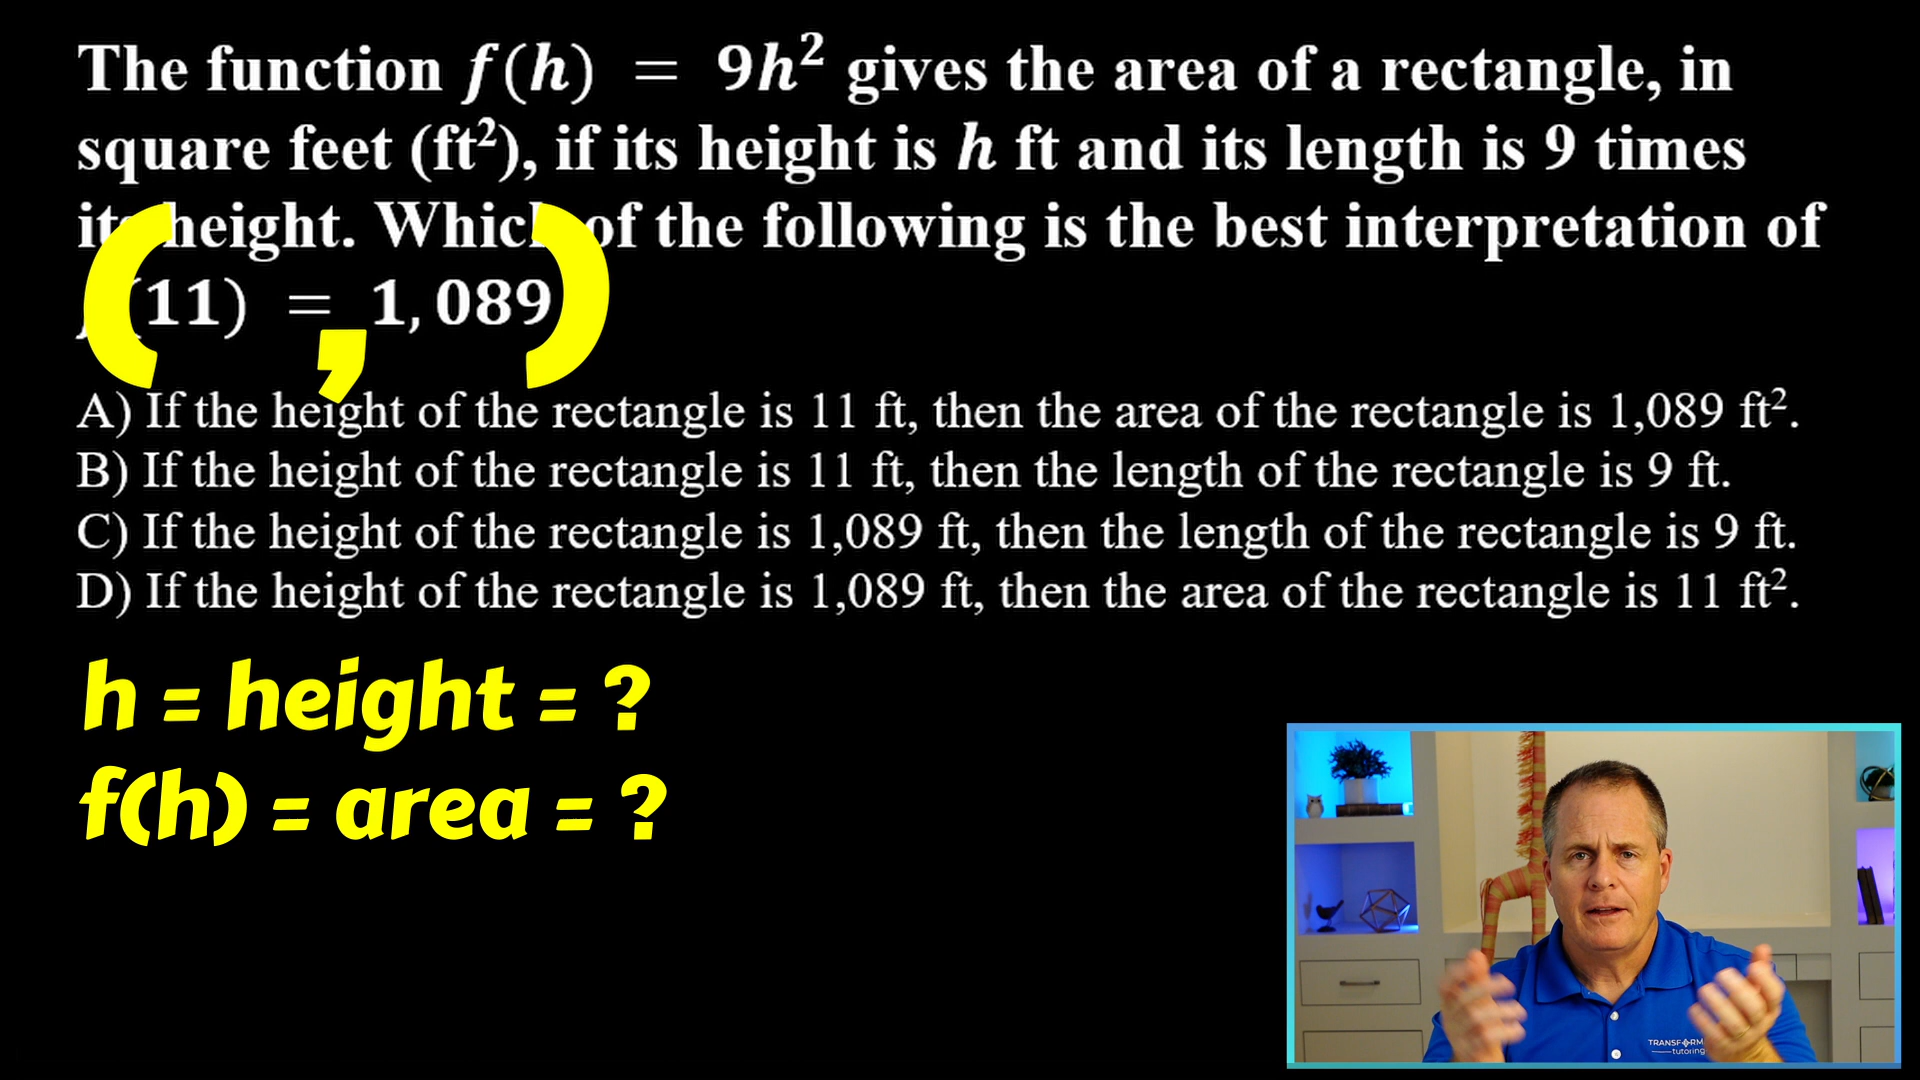 The function f(h) = 9h² gives the area of a rectangle, in
square feet (ft²), if its height is h ft and its length is 9 times
its height. Which of the following is the best interpretation of
f(11) = 1,089
( , )
A) If the height of the rectangle is 11 ft, then the area of the rectangle is 1,089 ft².
B) If the height of the rectangle is 11 ft, then the length of the rectangle is 9 ft.
C) If the height of the rectangle is 1,089 ft, then the length of the rectangle is 9 ft.
D) If the height of the rectangle is 1,089 ft, then the area of the rectangle is 11 ft².
h = height = ?
f(h) = area = ?
TRANSFORM
tutoring